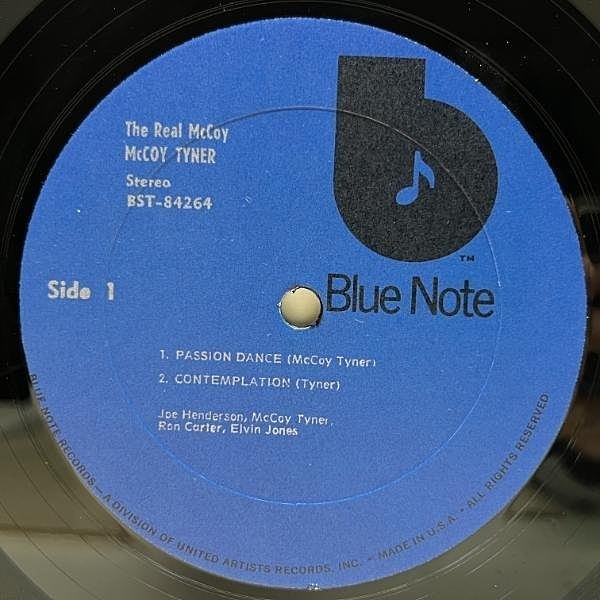 The Real McCoy
McCOY TYNER
Stereo
BST-84264
TM
Side 1
Blue Note
1. PASSION DANCE (McCoy Tyner)
2. CONTEMPLATION (Tyner)
Joe Henderson, McCoy Tyner,
Ron Carter, Elvin Jones
BLUE NOTE RECORDS—A DIVISION OF UNITED ARTISTS RECORDS, INC. • MADE IN U.S.A • ALL RIGHTS RESERVED